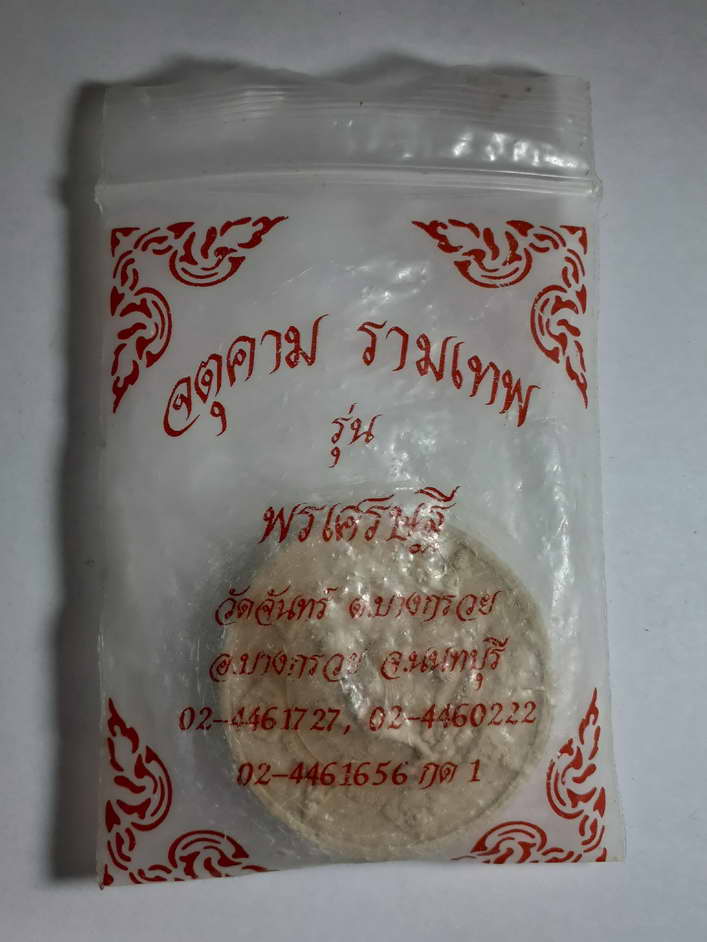 จตุคาม รามเทพ
รุ่น
พรเศรษฐี
วัดจันทร์ ต.บางกรวย
อ.บางกรวย จ.นนทบุรี
02-4461727, 02-4460222
02-4461656 กด 1